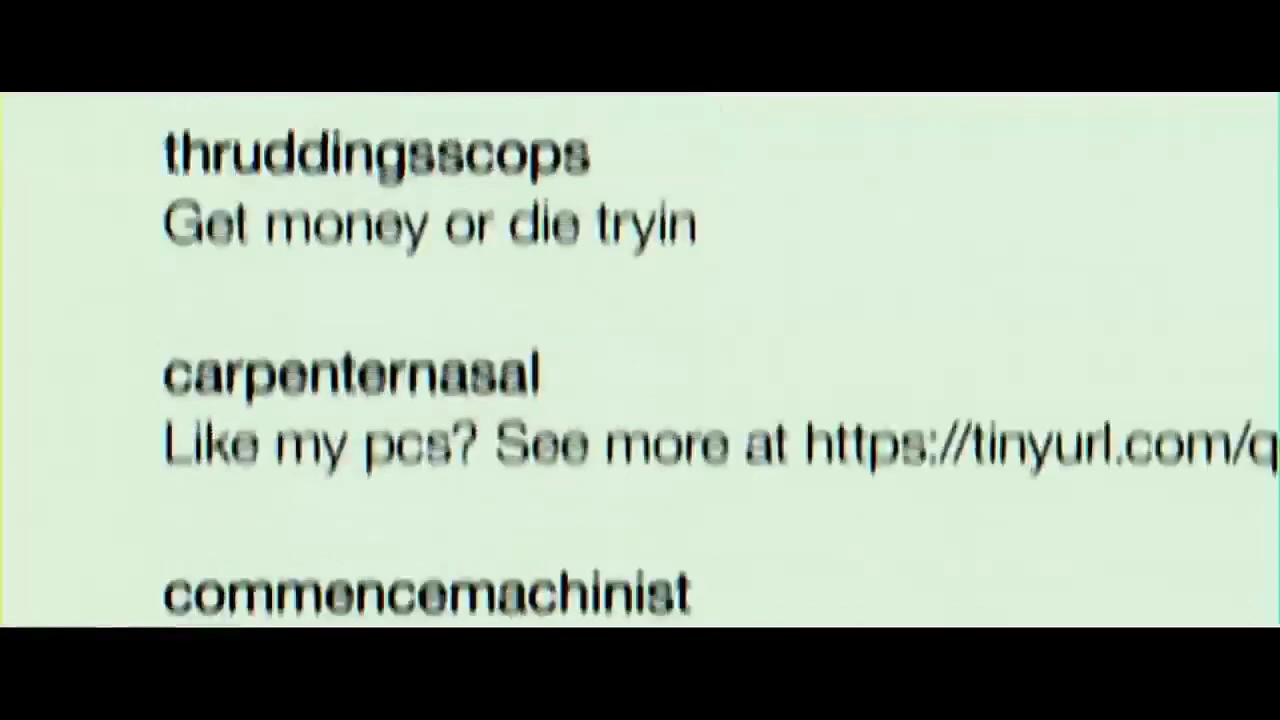 thruddingsscops
Get money or die tryin
carpenternasal
Like my pcs? See more at https://tinyurl.com/q
commencemachinist